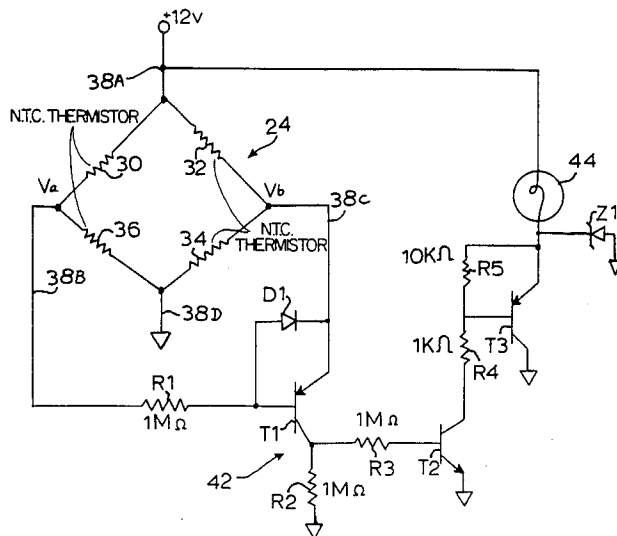 +12v
38A
N.T.C. THERMISTOR
30
32
24
Va
Vb
44
36
34
N.T.C. THERMISTOR
38C
Z1
10KΩ
R5
38B
38D
D1
1KΩ
R4
T3
R1
1MΩ
T1
1MΩ
R3
T2
42
R2
1MΩ